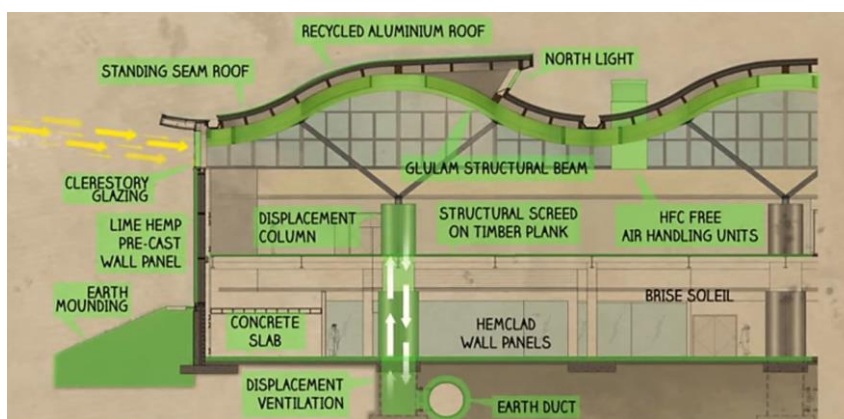 RECYCLED ALUMINIUM ROOF
STANDING SEAM ROOF
NORTH LIGHT
CLERESTORY
GLAZING
GLULAM STRUCTURAL BEAM
LIME HEMP
PRE-CAST
WALL PANEL
DISPLACEMENT
COLUMN
STRUCTURAL SCREED
ON TIMBER PLANK
HFC FREE
AIR HANDLING UNITS
EARTH
MOUNDING
BRISE SOLEIL
CONCRETE
SLAB
HEMCLAD
WALL PANELS
DISPLACEMENT
VENTILATION
EARTH DUCT